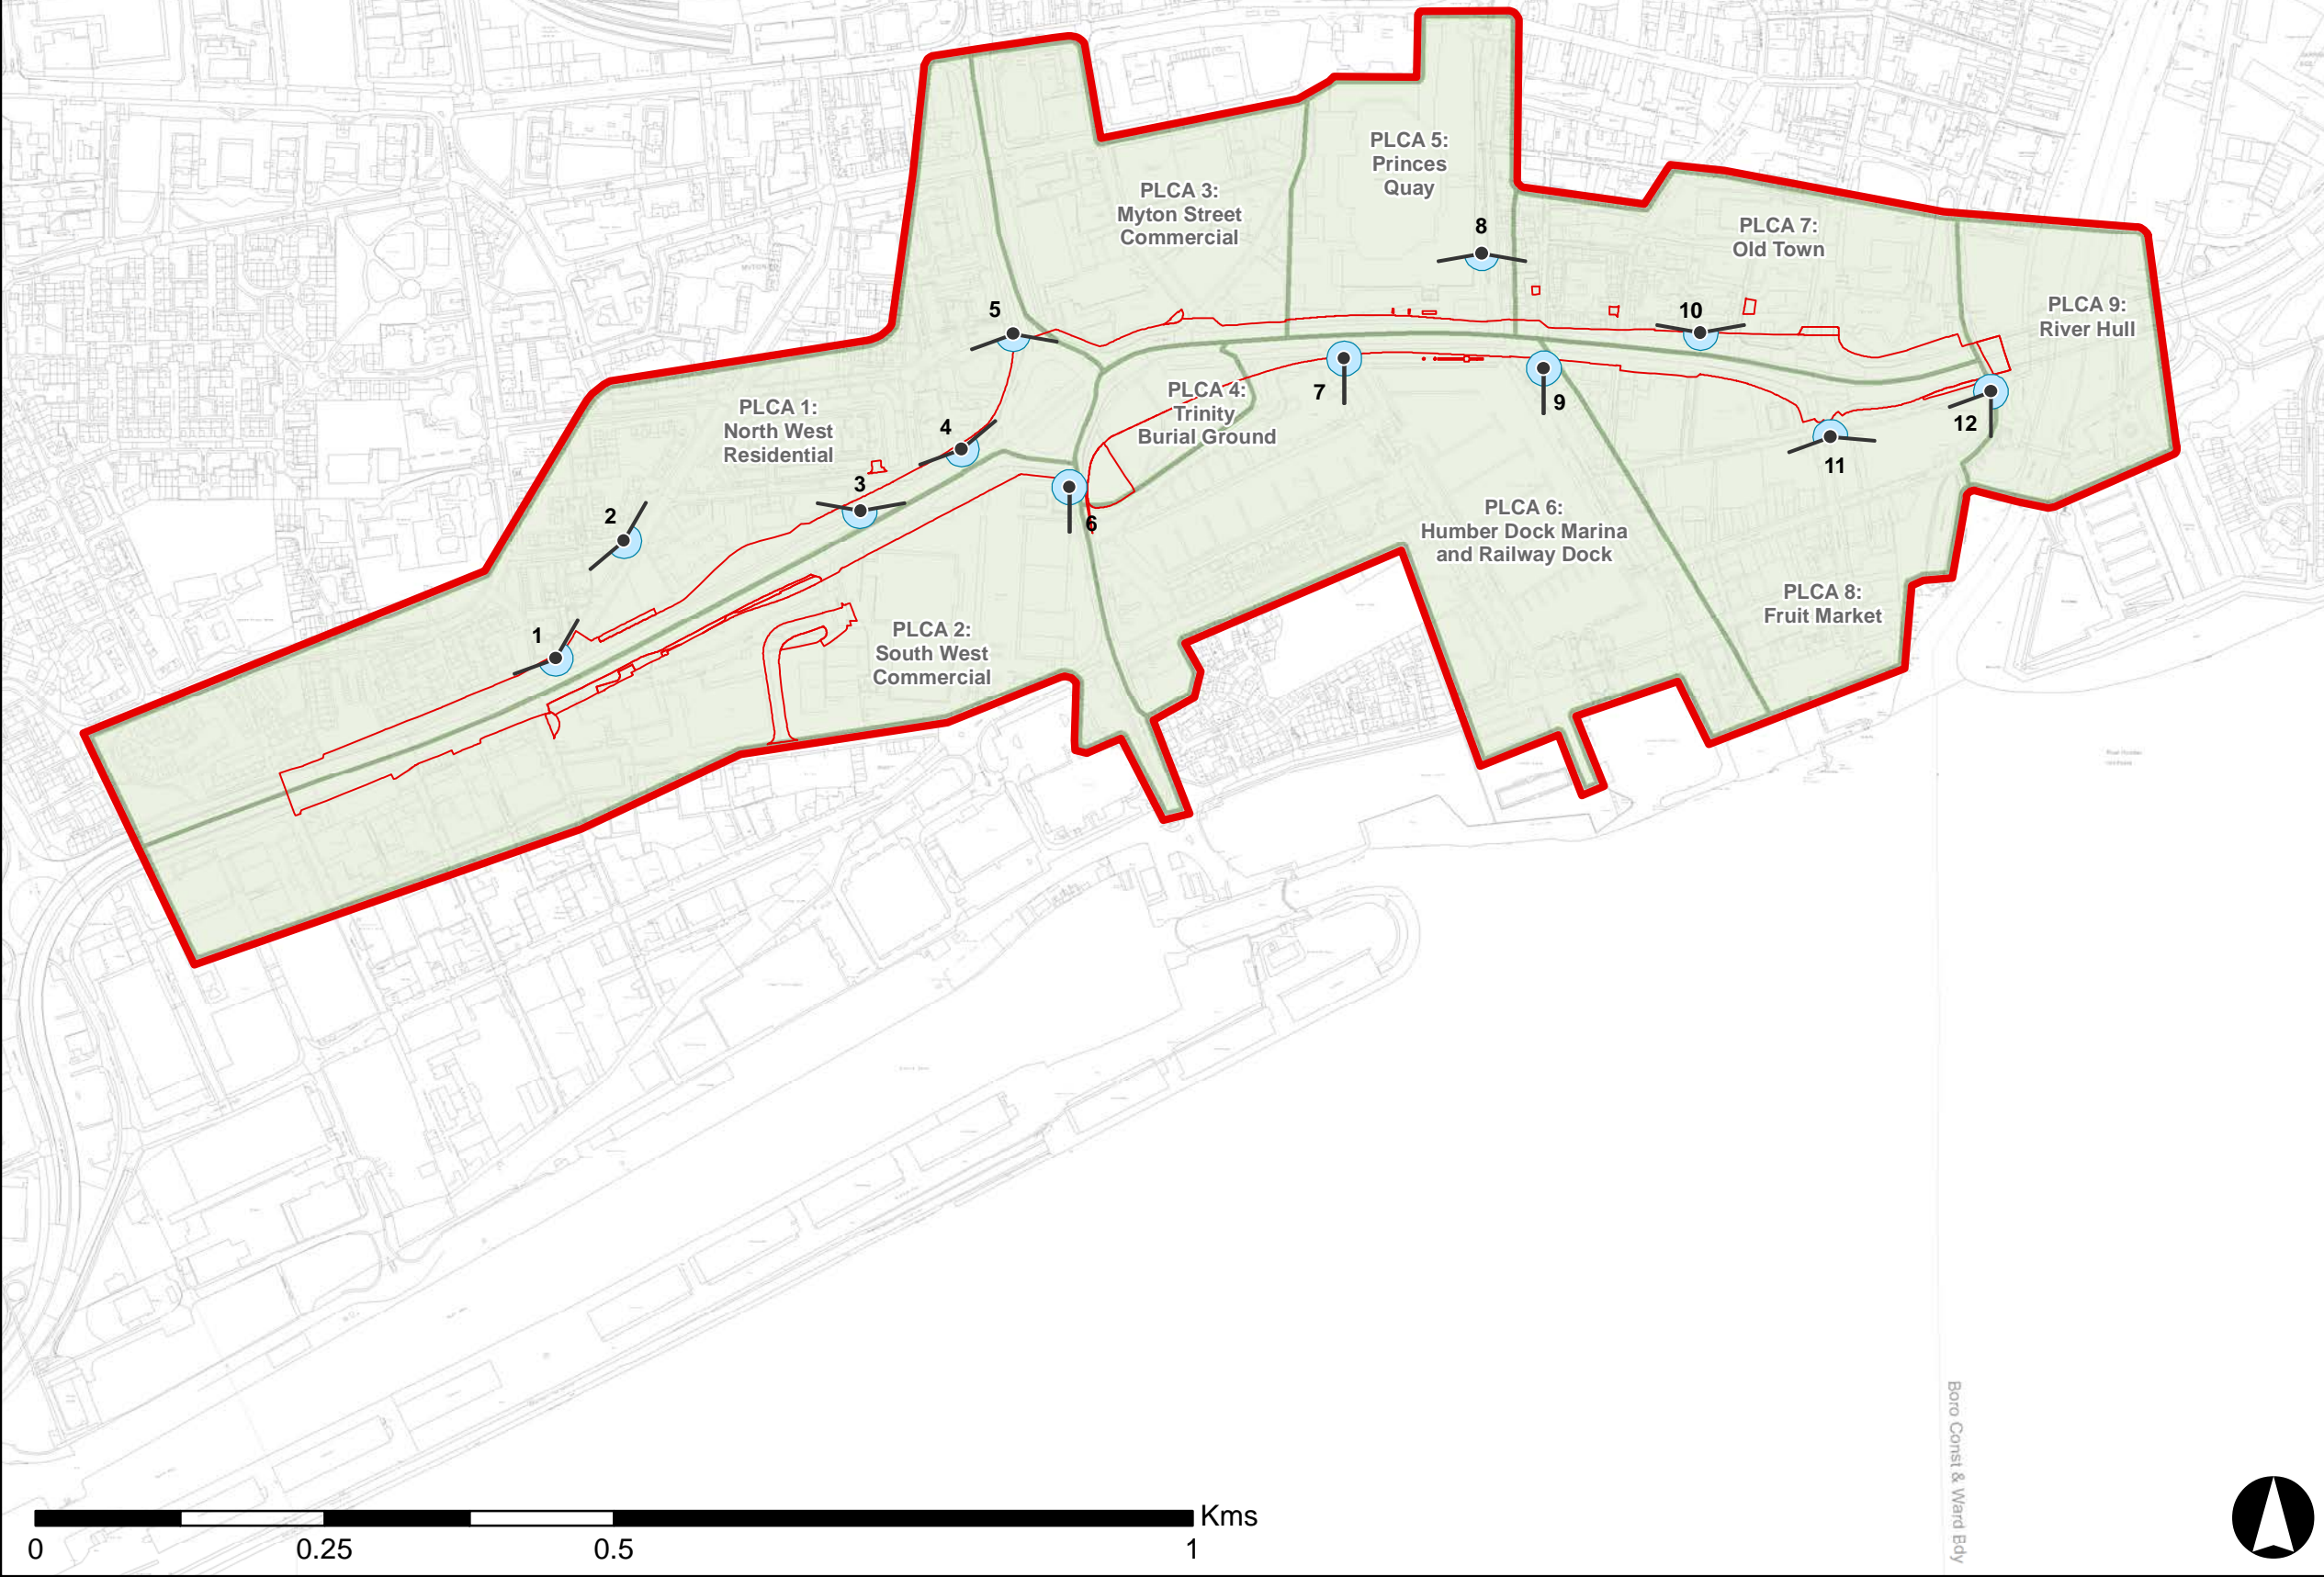 PLCA 5:
Princes
Quay
PLCA 3:
Myton Street
Commercial
8
PLCA 7:
Old Town
PLCA 9:
River Hull
5
10
7
PLCA 4:
Trinity
Burial Ground
9
12
11
PLCA 1:
North West
Residential
4
3
6
2
PLCA 6:
Humber Dock Marina
and Railway Dock
PLCA 8:
Fruit Market
1
PLCA 2:
South West
Commercial
Boro Const & Ward Bdy
Kms
0
0.25
0.5
1